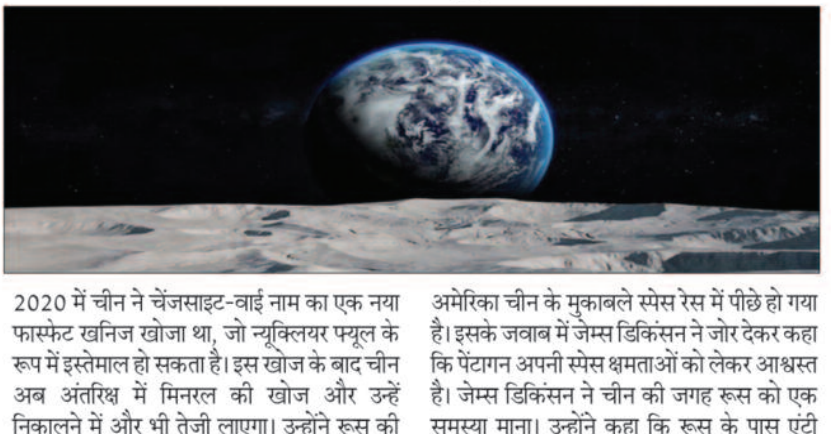 2020 में चीन ने चेंजसाइट-वाई नाम का एक नया
फास्फेट खनिज खोजा था, जो न्यूक्लियर फ्यूल के
रूप में इस्तेमाल हो सकता है। इस खोज के बाद चीन
अब अंतरिक्ष में मिनरल की खोज और उन्हें
निकालने में और भी तेजी लाएगा। उन्होंने रूस की
अमेरिका चीन के मुकाबले स्पेस रेस में पीछे हो गया
है। इसके जवाब में जेम्स डिकिंसन ने जोर देकर कहा
कि पेंटागन अपनी स्पेस क्षमताओं को लेकर आश्वस्त
है। जेम्स डिकिंसन ने चीन की जगह रूस को एक
समस्या माना। उन्होंने कहा कि रूस के पास एंटी